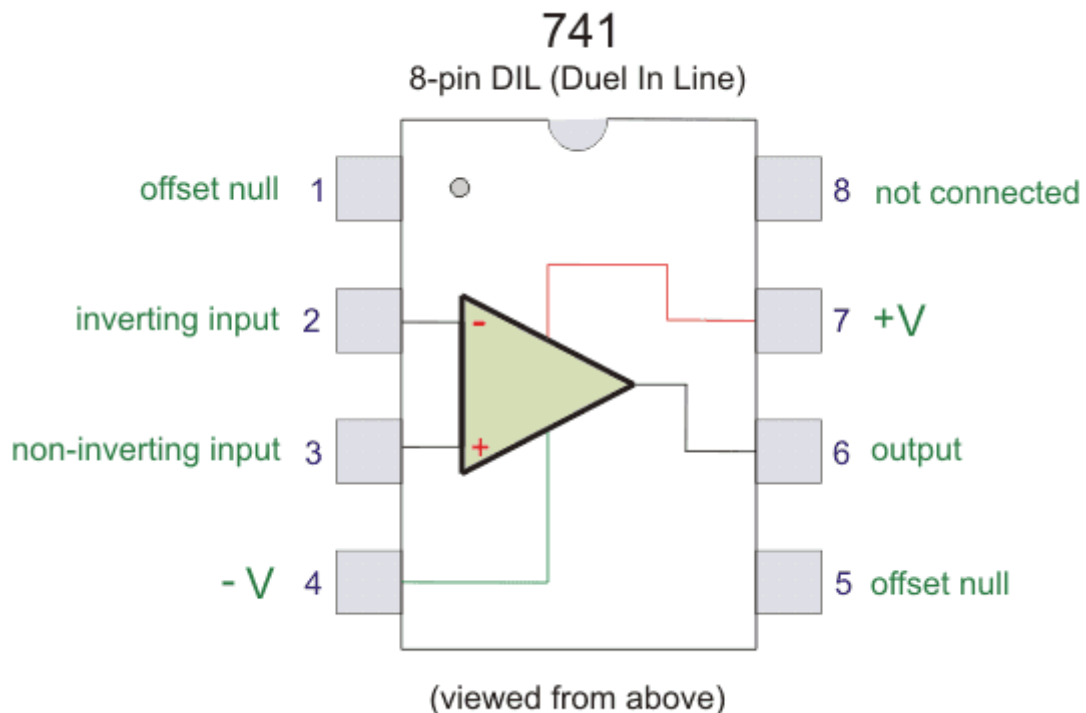 741
8-pin DIL (Duel In Line)
offset null 1
8 not connected
inverting input 2
-
7 +V
non-inverting input 3
+
6 output
- V 4
5 offset null
(viewed from above)